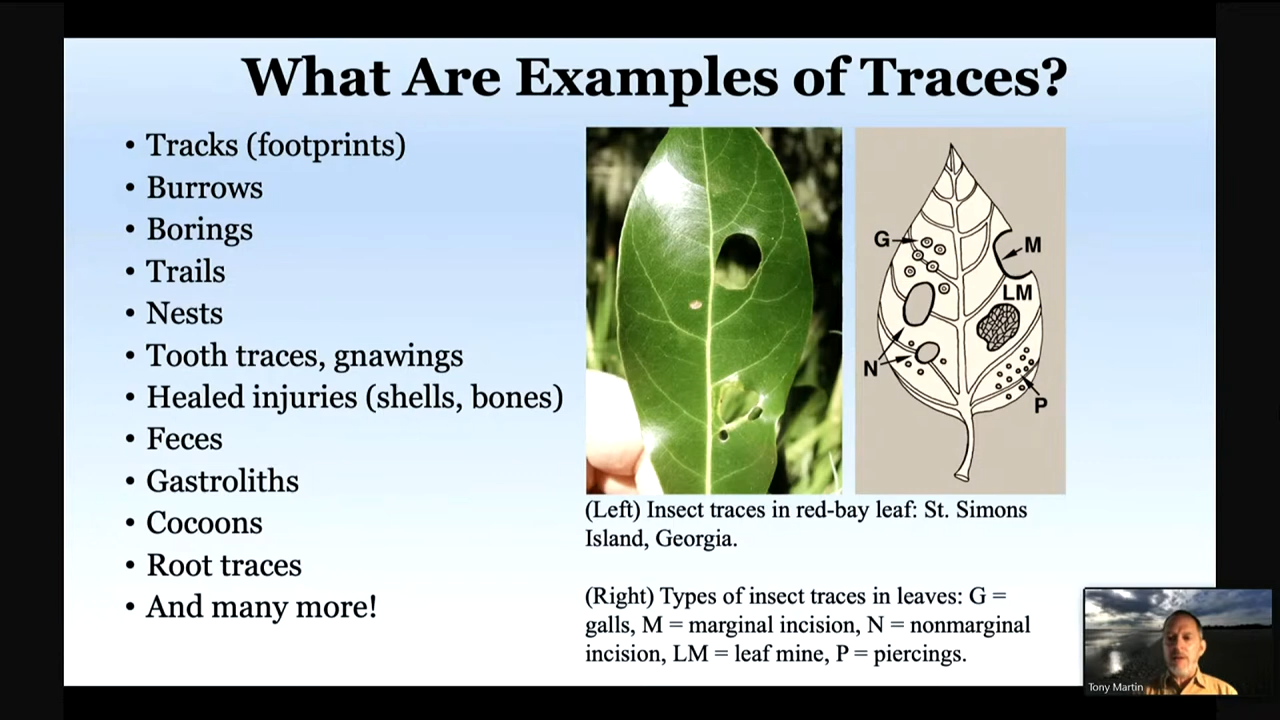 What Are Examples of Traces?
• Tracks (footprints)
• Burrows
• Borings
• Trails
• Nests
• Tooth traces, gnawings
• Healed injuries (shells, bones)
• Feces
• Gastroliths
• Cocoons
• Root traces
• And many more!
G
M
LM
N
P
(Left) Insect traces in red-bay leaf: St. Simons
Island, Georgia.
(Right) Types of insect traces in leaves: G =
galls, M = marginal incision, N = nonmarginal
incision, LM = leaf mine, P = piercings.
Tony Martin